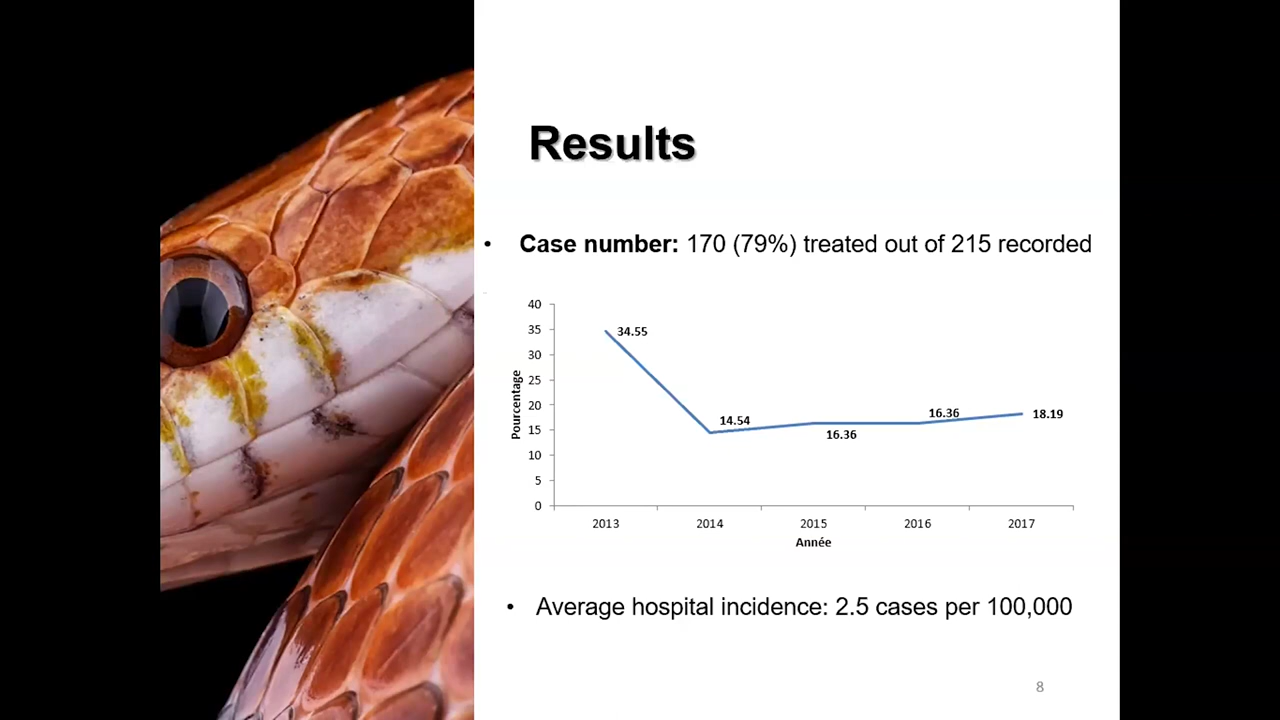 Results
• Case number: 170 (79%) treated out of 215 recorded
40
35
30
25
20
15
10
5
0
Pourcentage
34.55
14.54
16.36
16.36
18.19
2013 2014 2015 2016 2017
Année
• Average hospital incidence: 2.5 cases per 100,000
8